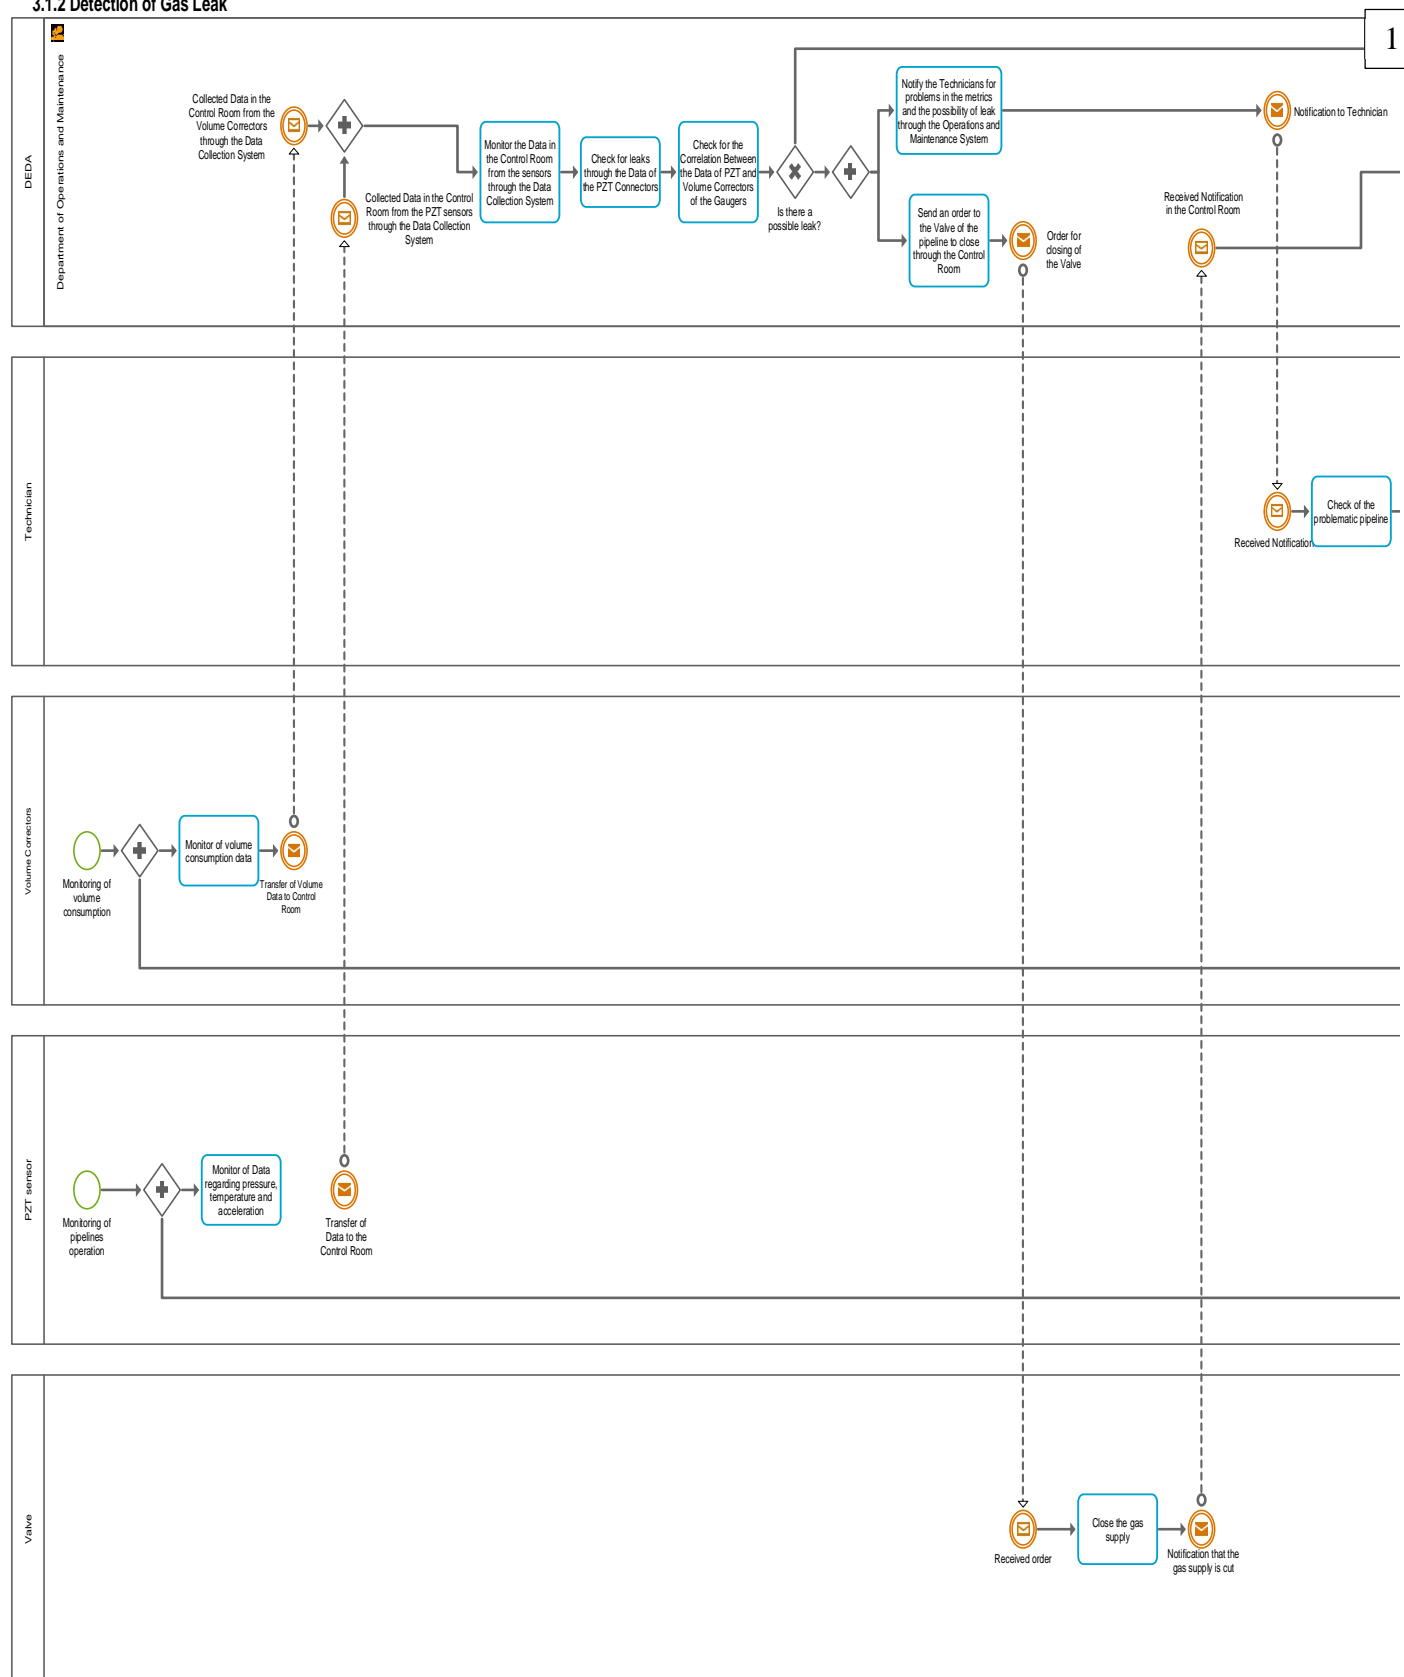 3.1.2 Detection of Gas Leak
1
DEDA
Department of Operations and Maintenance
Collected Data in the
Control Room from the
Volume Correctors
through the Data
Collection System
Collected Data in the Control
Room from the PZT sensors
through the Data Collection
System
Monitor the Data in
the Control Room
from the sensors
through the Data
Collection System
Check for leaks
through the Data of
the PZT Connectors
Check for the
Correlation Between
the Data of PZT and
Volume Correctors
of the Gaugers
Is there a
possible leak?
Notify the Technicians for
problems in the metrics
and the possibility of leak
through the Operations and
Maintenance System
Send an order to
the Valve of the
pipeline to close
through the Control
Room
Order for
closing of
the Valve
Received Notification
in the Control Room
Notification to Technician
Technician
Received Notification
Check of the
problematic pipeline
Volume Correctors
Monitoring of
volume
consumption
Monitor of volume
consumption data
Transfer of Volume
Data to Control
Room
PZT sensor
Monitoring of
pipelines
operation
Monitor of Data
regarding pressure,
temperature and
acceleration
Transfer of
Data to the
Control Room
Valve
Received order
Close the gas
supply
Notification that the
gas supply is cut